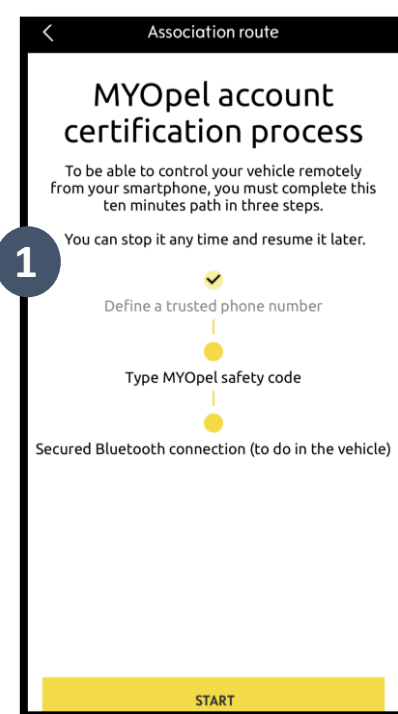 Association route
MYOpel account
certification process
To be able to control your vehicle remotely
from your smartphone, you must complete this
ten minutes path in three steps.
You can stop it any time and resume it later.
1
Define a trusted phone number
Type MYOpel safety code
Secured Bluetooth connection (to do in the vehicle)
START